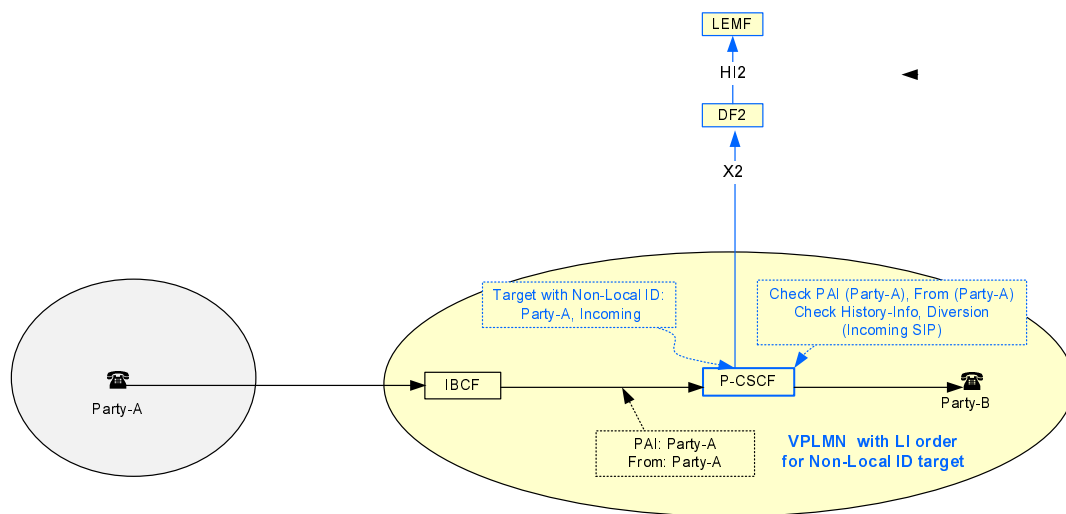 LEMF
HI2
DF2
X2
Target with Non-Local ID:
Party-A, Incoming
Check PAI (Party-A), From (Party-A)
Check History-Info, Diversion
(Incoming SIP)
IBCF
P-CSCF
Party-A
Party-B
PAI: Party-A
From: Party-A
VPLMN with LI order
for Non-Local ID target